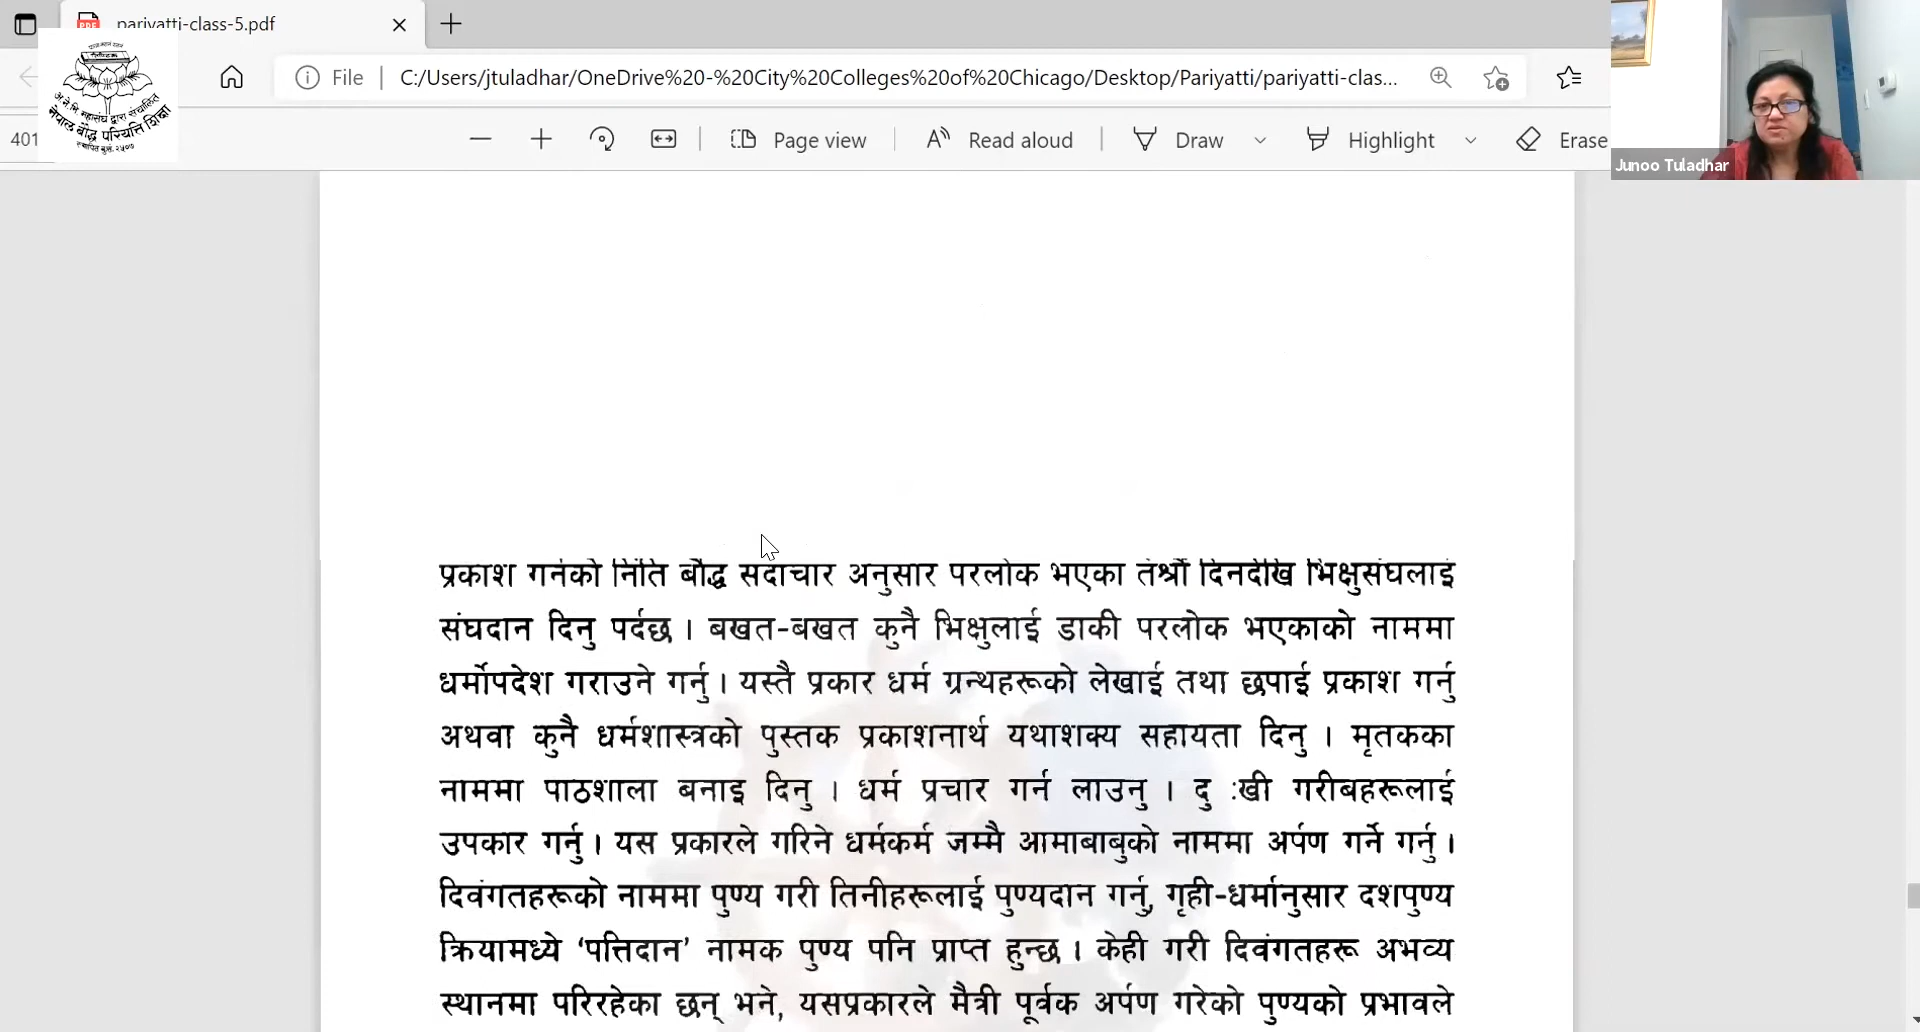 pariyatti-class-5.pdf
File
C:/Users/jtuladhar/OneDrive%20-%20City%20Colleges%20of%20Chicago/Desktop/Pariyatti/pariyatti-clas...
401
Page view
Read aloud
Draw
Highlight
Erase
Junoo Tuladhar
अ.ने.भि. महासंघ द्वारा संचालित
नेपाल बौद्ध परियत्ति शिक्षा
स्थापित बु.सं. २५०७
प्रकाश गर्नको निति बौद्ध सदाचार अनुसार परलोक भएका तेश्रौं दिनदेखि भिक्षुसंघलाई
संघदान दिनु पर्दछ । बखत-बखत कुनै भिक्षुलाई डाकी परलोक भएकाको नाममा
धर्मोपदेश गराउने गर्नु । यस्तै प्रकार धर्म ग्रन्थहरूको लेखाई तथा छपाई प्रकाश गर्नु
अथवा कुनै धर्मशास्त्रको पुस्तक प्रकाशनार्थ यथाशक्य सहायता दिनु । मृतकका
नाममा पाठशाला बनाइ दिनु । धर्म प्रचार गर्न लाउनु । दु :खी गरीबहरूलाई
उपकार गर्नु । यस प्रकारले गरिने धर्मकर्म जम्मै आमाबाबुको नाममा अर्पण गर्ने गर्नु ।
दिवंगतहरूको नाममा पुण्य गरी तिनीहरूलाई पुण्यदान गर्नु, गृही-धर्मानुसार दशपुण्य
क्रियामध्ये ‘पत्तिदान’ नामक पुण्य पनि प्राप्त हुन्छ । केही गरी दिवंगतहरू अभव्य
स्थानमा परिरहेका छन् भने, यसप्रकारले मैत्री पूर्वक अर्पण गरेको पुण्यको प्रभावले